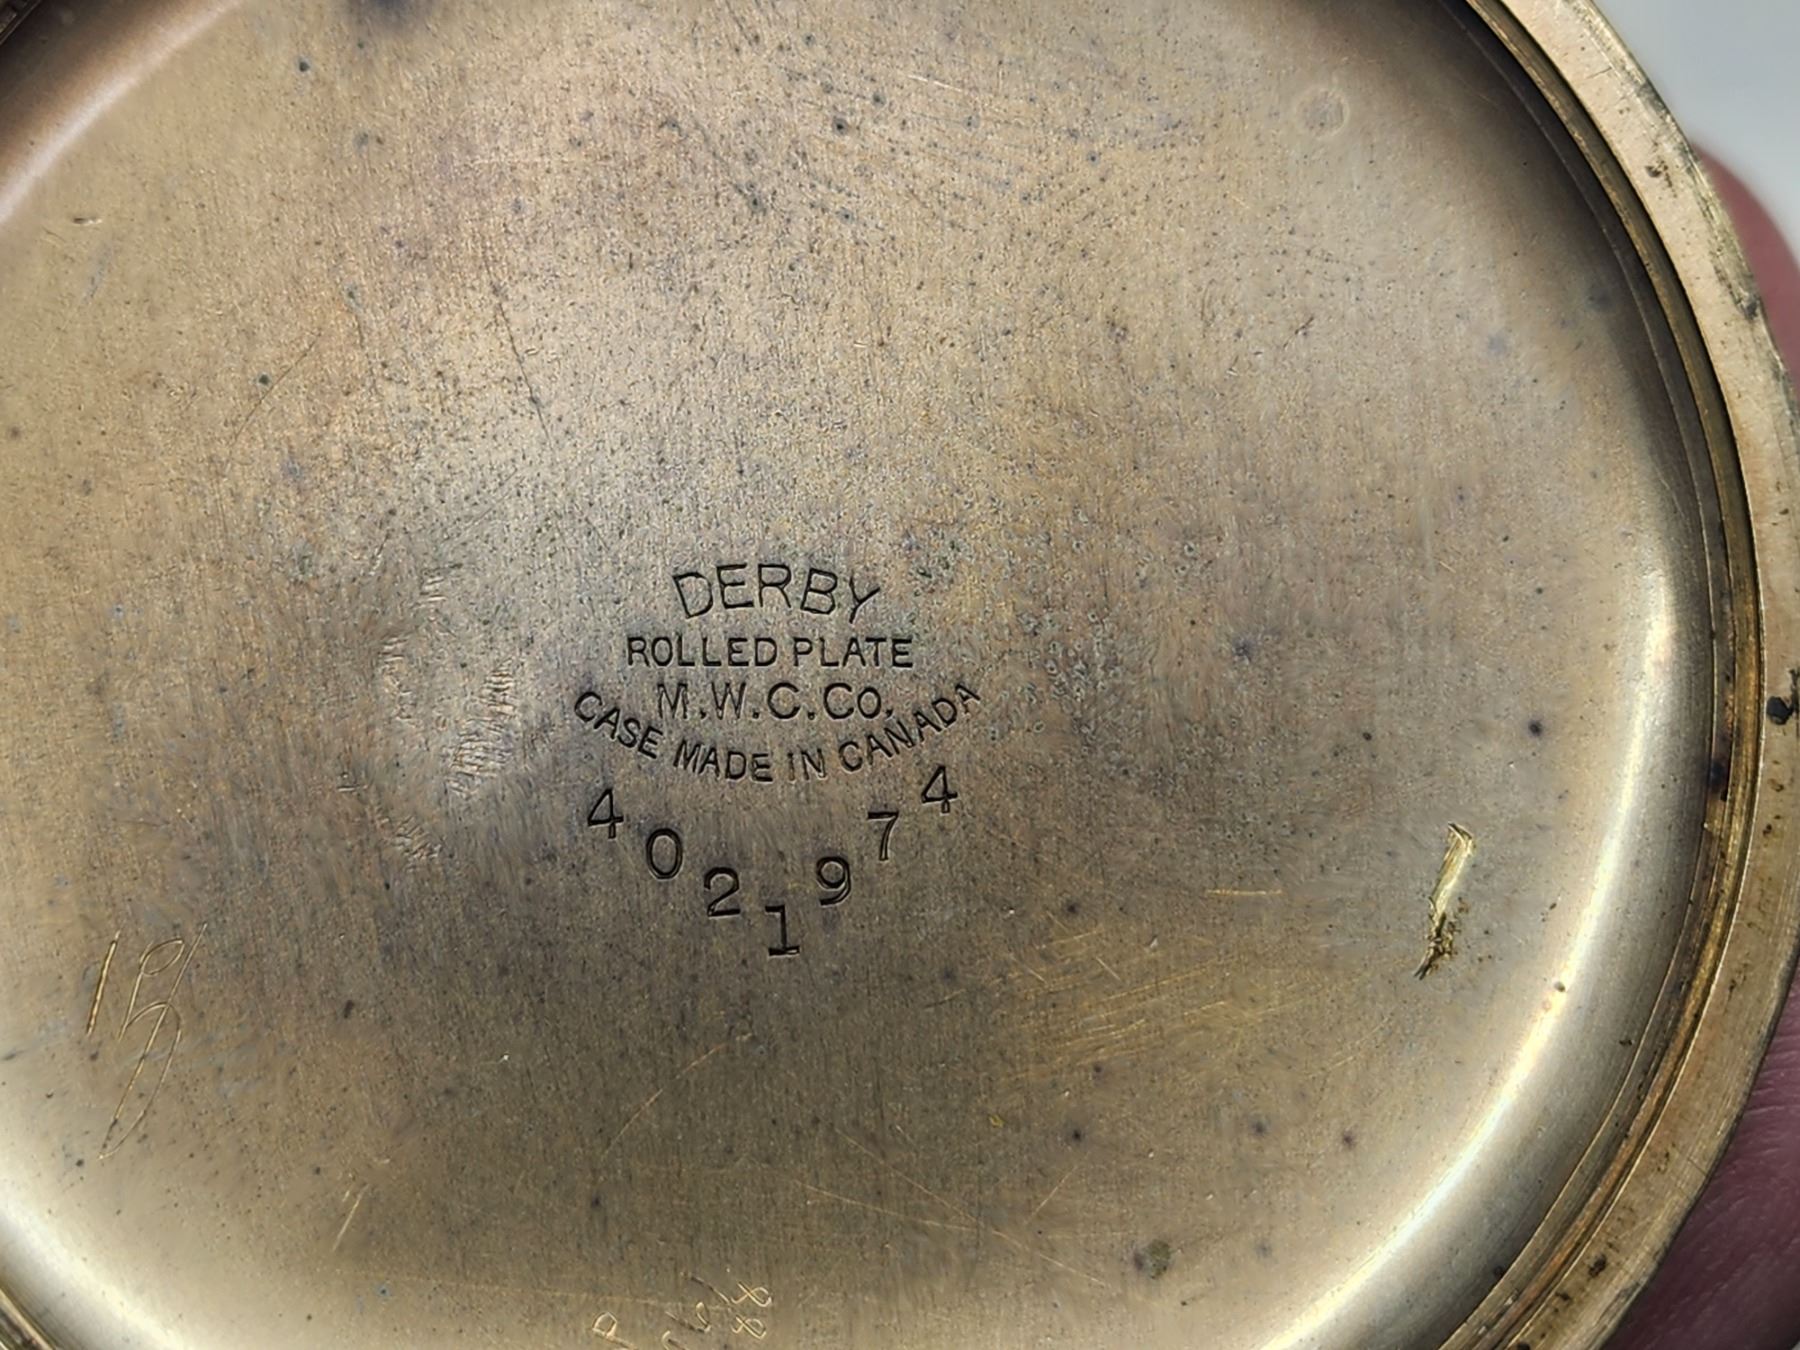 DERBY
ROLLED PLATE
M.W.C.Co.
CASE MADE IN CANADA
4021974